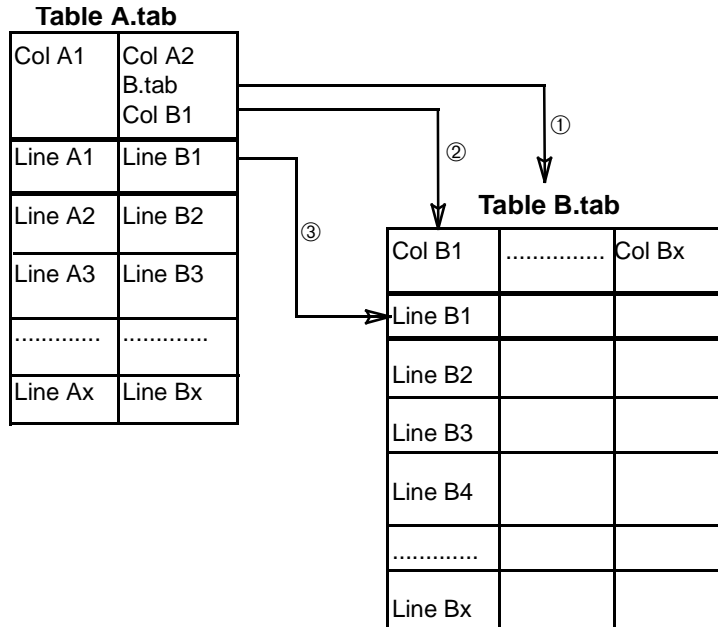 Table A.tab
Col A1 Col A2
B.tab
Col B1
①
Line A1 Line B1
②
Table B.tab
Line A2 Line B2
③
Col B1 ............... Col Bx
Line A3 Line B3
Line B1
............. .............
Line B2
Line Ax Line Bx
Line B3
Line B4
.............
Line Bx